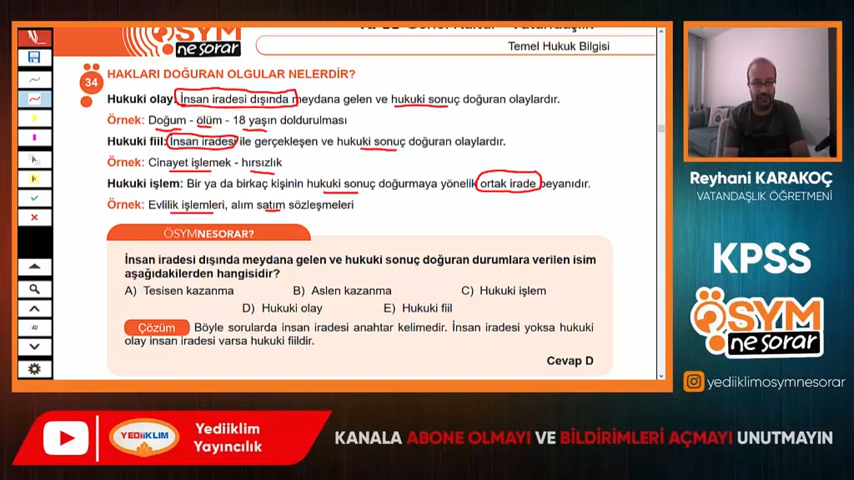 ÖSYM
ne sorar
KPSS Genel Kültür - Vatandaşlık
Temel Hukuk Bilgisi
34
HAKLARI DOĞURAN OLGULAR NELERDİR?
Hukuki olay: İnsan iradesi dışında meydana gelen ve hukuki sonuç doğuran olaylardır.
Örnek: Doğum - ölüm - 18 yaşın doldurulması
Hukuki fiil: İnsan iradesi ile gerçekleşen ve hukuki sonuç doğuran olaylardır.
Örnek: Cinayet işlemek - hırsızlık
Hukuki işlem: Bir ya da birkaç kişinin hukuki sonuç doğurmaya yönelik ortak irade beyanıdır.
Örnek: Evlilik işlemleri, alım satım sözleşmeleri
ÖSYMNESORAR?
İnsan iradesi dışında meydana gelen ve hukuki sonuç doğuran durumlara verilen isim
aşağıdakilerden hangisidir?
A) Tesisen kazanma B) Aslen kazanma C) Hukuki işlem
D) Hukuki olay E) Hukuki fiil
Çözüm Böyle sorularda insan iradesi anahtar kelimedir. İnsan iradesi yoksa hukuki
olay insan iradesi varsa hukuki fiildir.
Cevap D
40
Reyhani KARAKOÇ
VATANDAŞLIK ÖĞRETMENİ
KPSS
ÖSYM
ne sorar
yediiklimosymnesorar
YEDİİKLİM
Yediiklim
Yayıncılık
KANALA ABONE OLMAYI VE BİLDİRİMLERİ AÇMAYI UNUTMAYIN